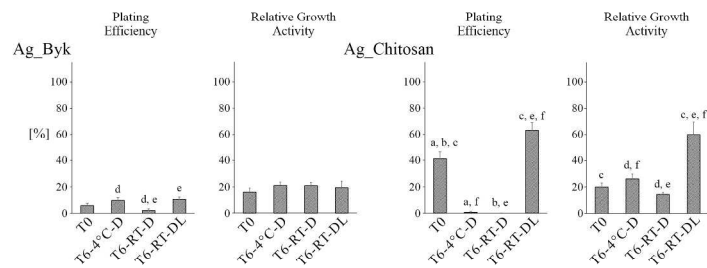 Plating
Efficiency
Relative Growth
Activity
Plating
Efficiency
Relative Growth
Activity
Ag_Byk
Ag_Chitosan
[%]
100
80
60
40
20
0
d
d, e
e
T0
T6-4°C-D
T6-RT-D
T6-RT-DL
100
80
60
40
20
0
T0
T6-4°C-D
T6-RT-D
T6-RT-DL
100
80
60
40
20
0
a, b, c
a, f
b, e
c, e, f
T0
T6-4°C-D
T6-RT-D
T6-RT-DL
100
80
60
40
20
0
c
d, f
d, e
c, e, f
T0
T6-4°C-D
T6-RT-D
T6-RT-DL